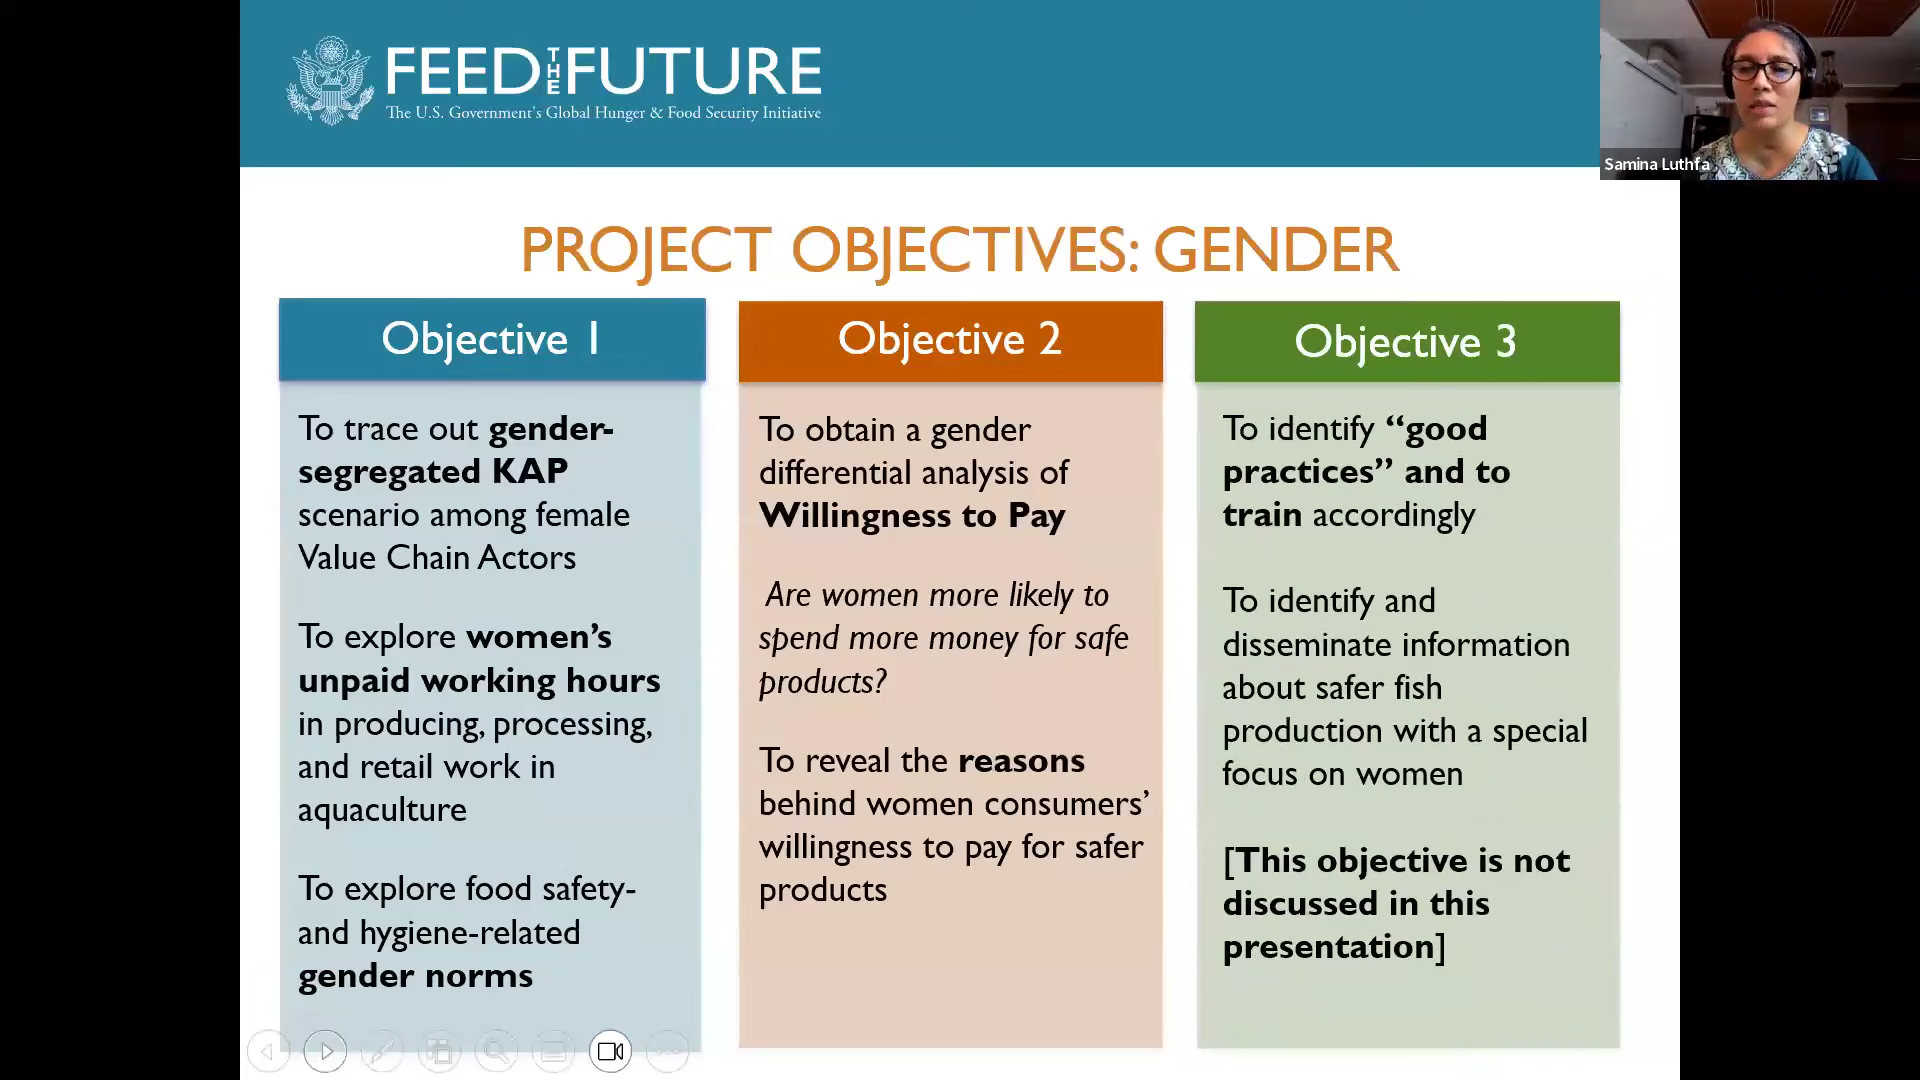 FEED THE FUTURE
The U.S. Government's Global Hunger & Food Security Initiative
Samina Luthfa
PROJECT OBJECTIVES: GENDER
Objective 1
To trace out gender-
segregated KAP
scenario among female
Value Chain Actors
To explore women's
unpaid working hours
in producing, processing,
and retail work in
aquaculture
To explore food safety-
and hygiene-related
gender norms
Objective 2
To obtain a gender
differential analysis of
Willingness to Pay
Are women more likely to
spend more money for safe
products?
To reveal the reasons
behind women consumers'
willingness to pay for safer
products
Objective 3
To identify “good
practices” and to
train accordingly
To identify and
disseminate information
about safer fish
production with a special
focus on women
[This objective is not
discussed in this
presentation]